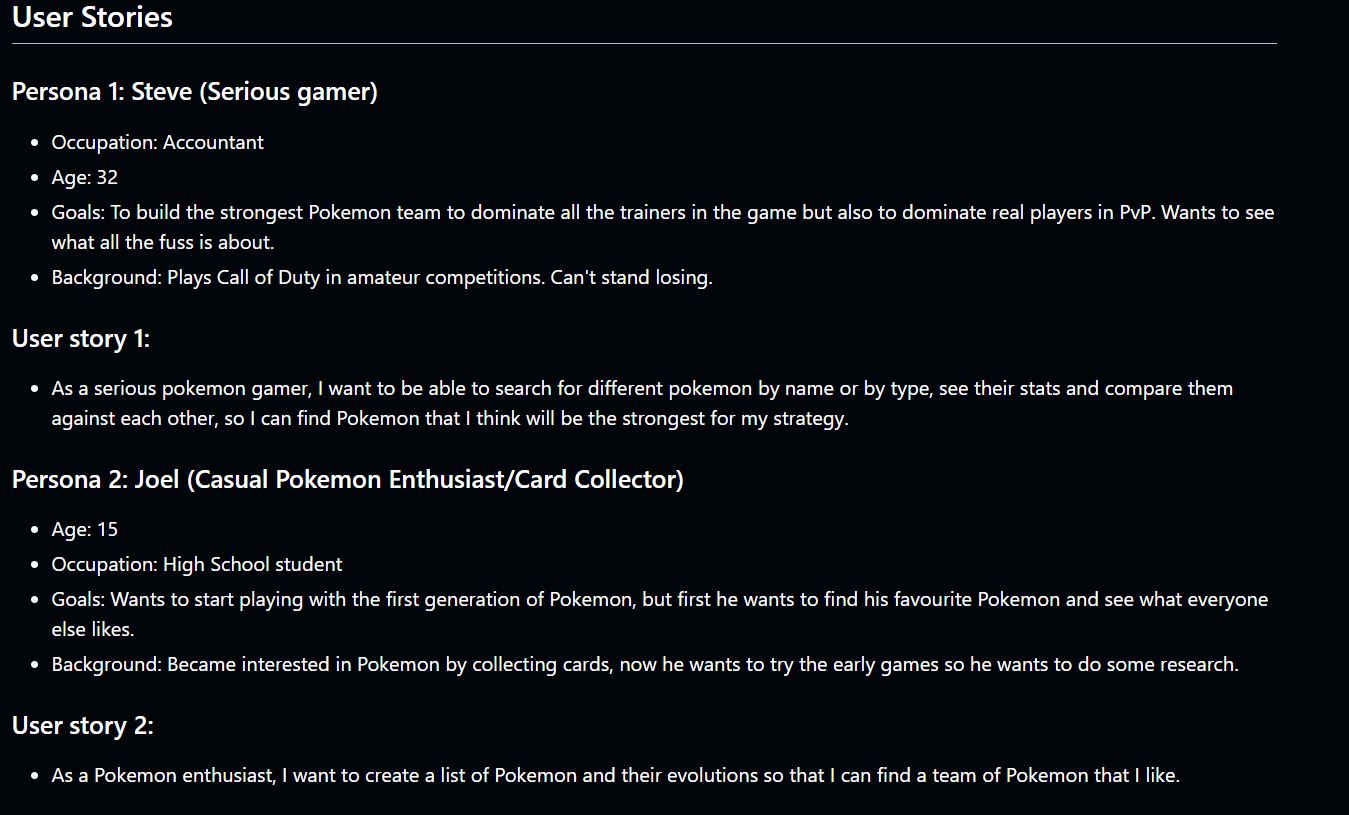 User Stories
Persona 1: Steve (Serious gamer)
Occupation: Accountant
Age: 32
Goals: To build the strongest Pokemon team to dominate all the trainers in the game but also to dominate real players in PvP. Wants to see
what all the fuss is about.
Background: Plays Call of Duty in amateur competitions. Can't stand losing.
User story 1:
As a serious pokemon gamer, I want to be able to search for different pokemon by name or by type, see their stats and compare them
against each other, so I can find Pokemon that I think will be the strongest for my strategy.
Persona 2: Joel (Casual Pokemon Enthusiast/Card Collector)
Age: 15
Occupation: High School student
Goals: Wants to start playing with the first generation of Pokemon, but first he wants to find his favourite Pokemon and see what everyone
else likes.
Background: Became interested in Pokemon by collecting cards, now he wants to try the early games so he wants to do some research.
User story 2:
As a Pokemon enthusiast, I want to create a list of Pokemon and their evolutions so that I can find a team of Pokemon that I like.